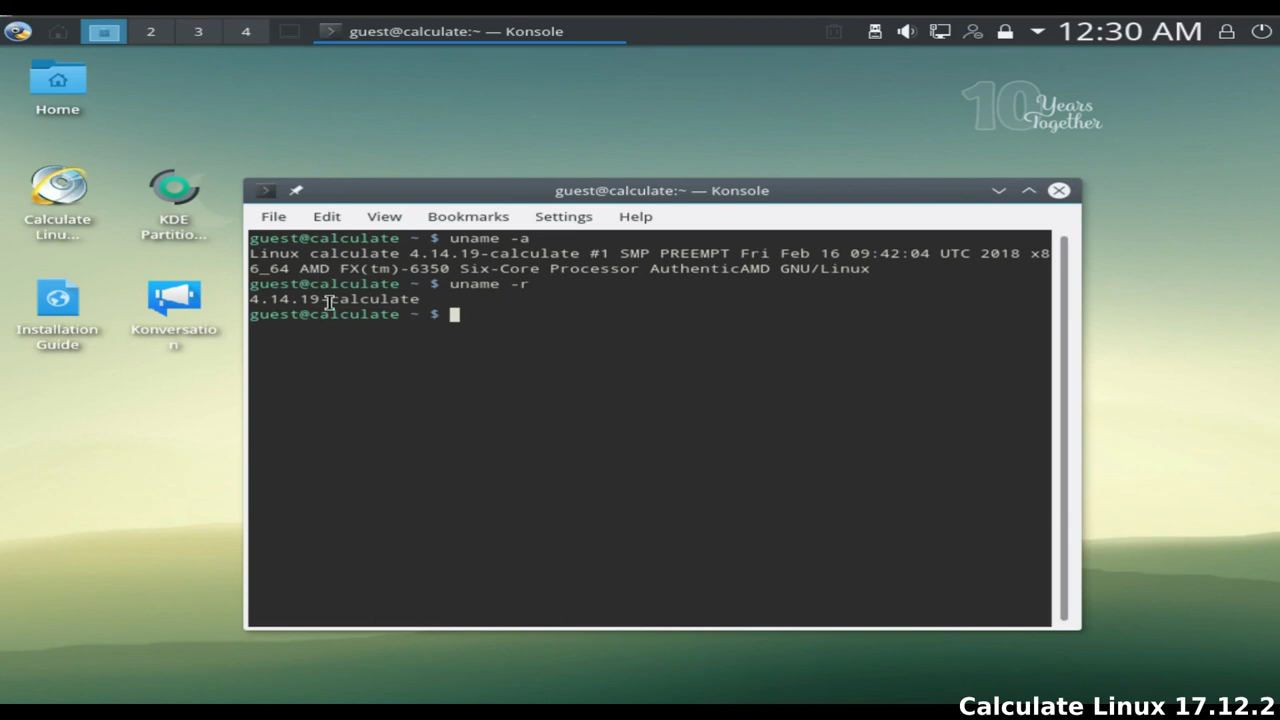 2 3 4 guest@calculate:~ — Konsole 12:30 AM
Home
10 Years
Together
Calculate
Linu...
KDE
Partitio...
Installation
Guide
Konversatio
n
guest@calculate:~ — Konsole
File Edit View Bookmarks Settings Help
guest@calculate ~ $ uname -a
Linux calculate 4.14.19-calculate #1 SMP PREEMPT Fri Feb 16 09:42:04 UTC 2018 x8
6_64 AMD FX(tm)-6350 Six-Core Processor AuthenticAMD GNU/Linux
guest@calculate ~ $ uname -r
4.14.19-calculate
guest@calculate ~ $
Calculate Linux 17.12.2